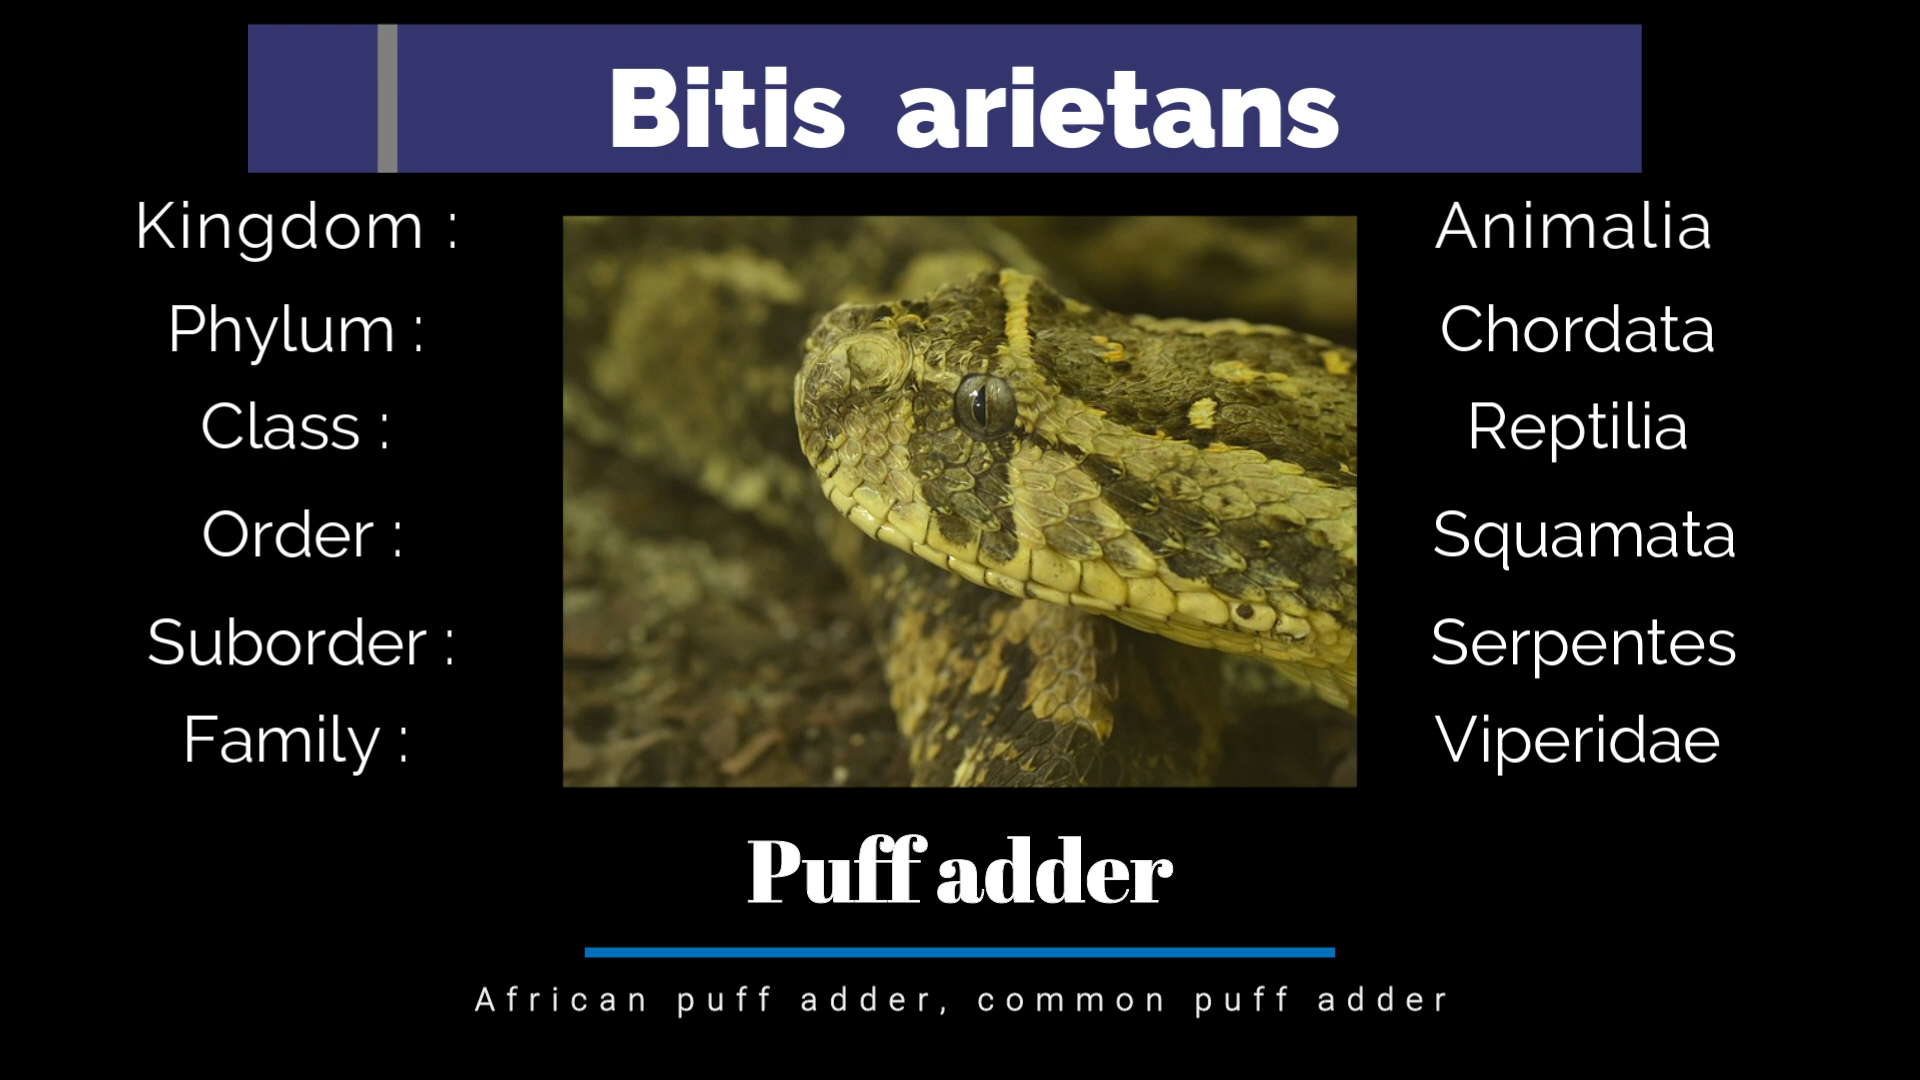 Bitis arietans
Kingdom : Animalia
Phylum : Chordata
Class : Reptilia
Order : Squamata
Suborder : Serpentes
Family : Viperidae
Puff adder
African puff adder, common puff adder